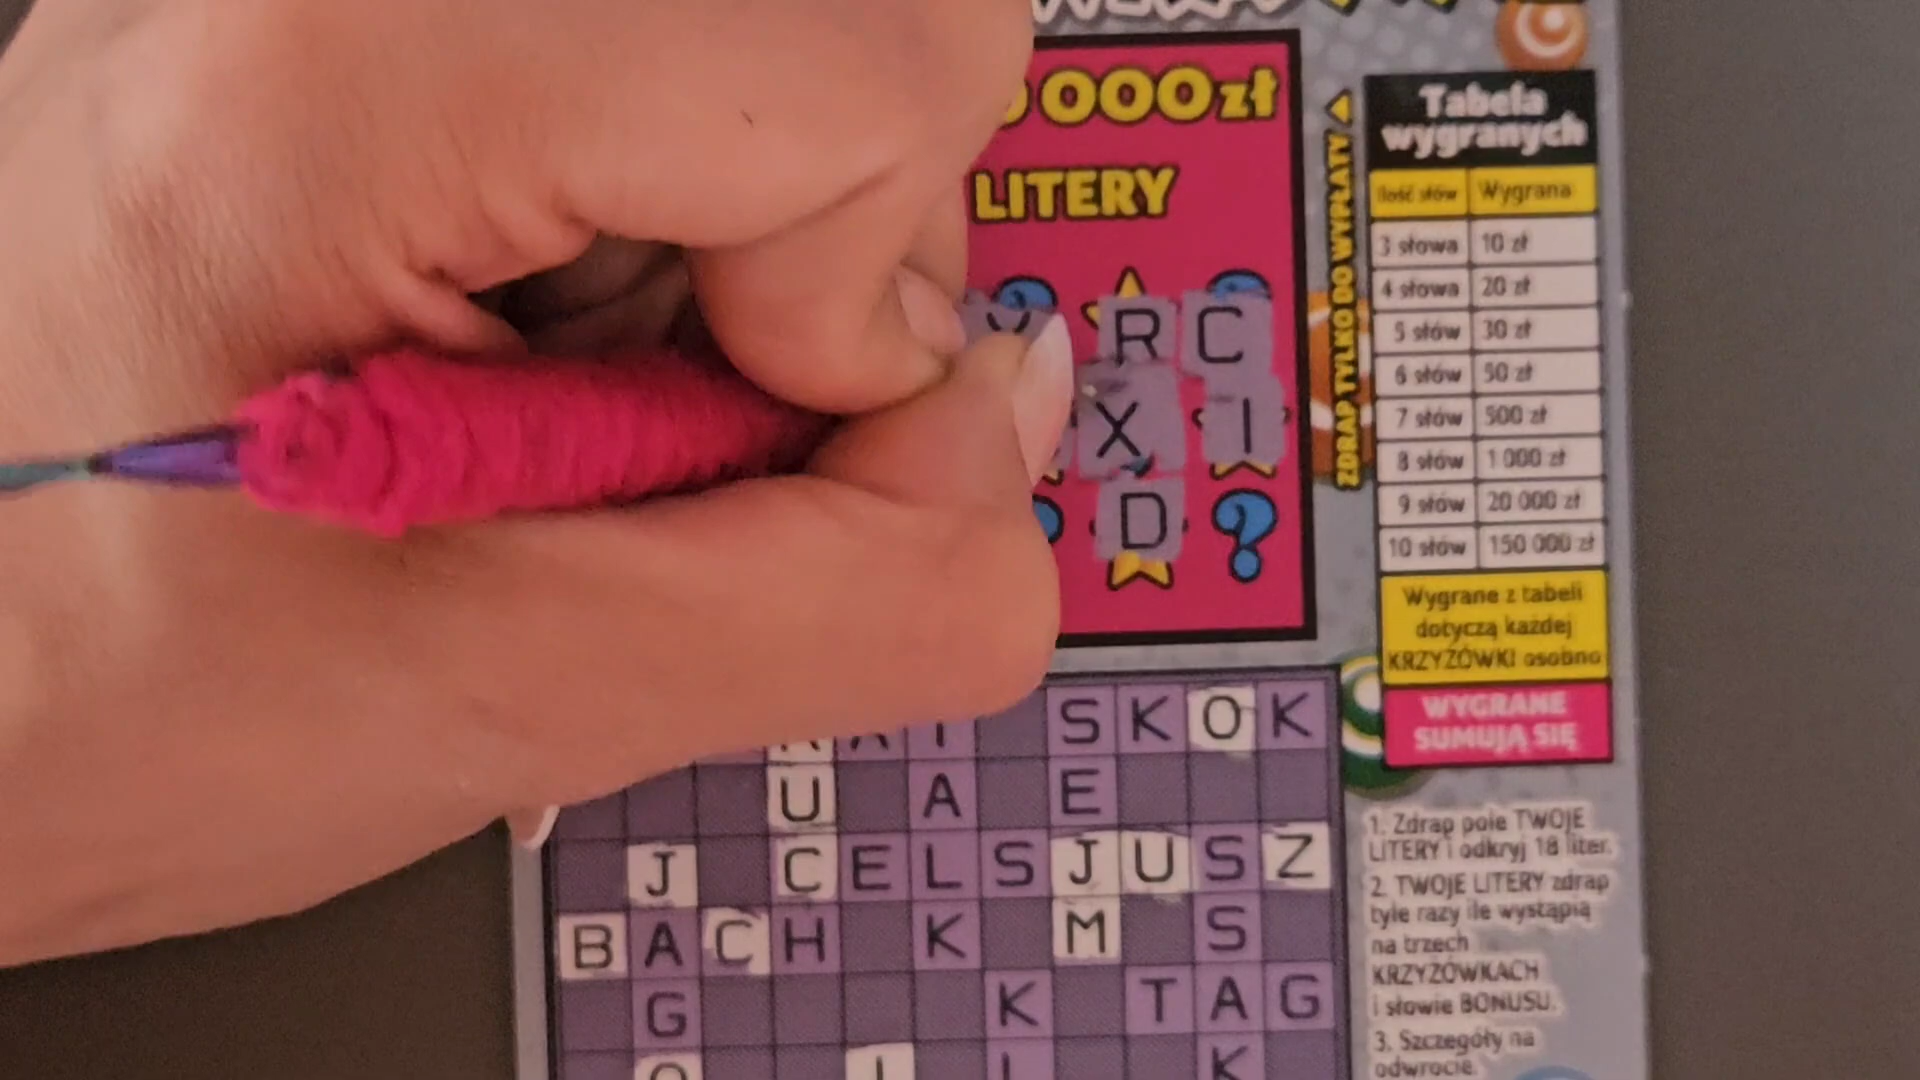 000 zł
LITERY
R C
X I
D
ZDRAP TYLKO DO WYPŁATY
Tabela
wygranych
Ilość słów Wygrana
3 słowa 10 zł
4 słowa 20 zł
5 słów 30 zł
6 słów 50 zł
7 słów 500 zł
8 słów 1 000 zł
9 słów 20 000 zł
10 słów 150 000 zł
Wygrane z tabeli
dotyczą każdej
KRZYŻÓWKI osobno
WYGRANE
SUMUJĄ SIĘ
S K O K
U A E
J C E L S J U S Z
B A C H K M S
G K T A G
K
1. Zdrap pole TWOJE
LITERY i odkryj 18 liter.
2. TWOJE LITERY zdrap
tyle razy ile wystąpią
na trzech
KRZYŻÓWKACH
i słowie BONUSU.
3. Szczegóły na
odwrocie.